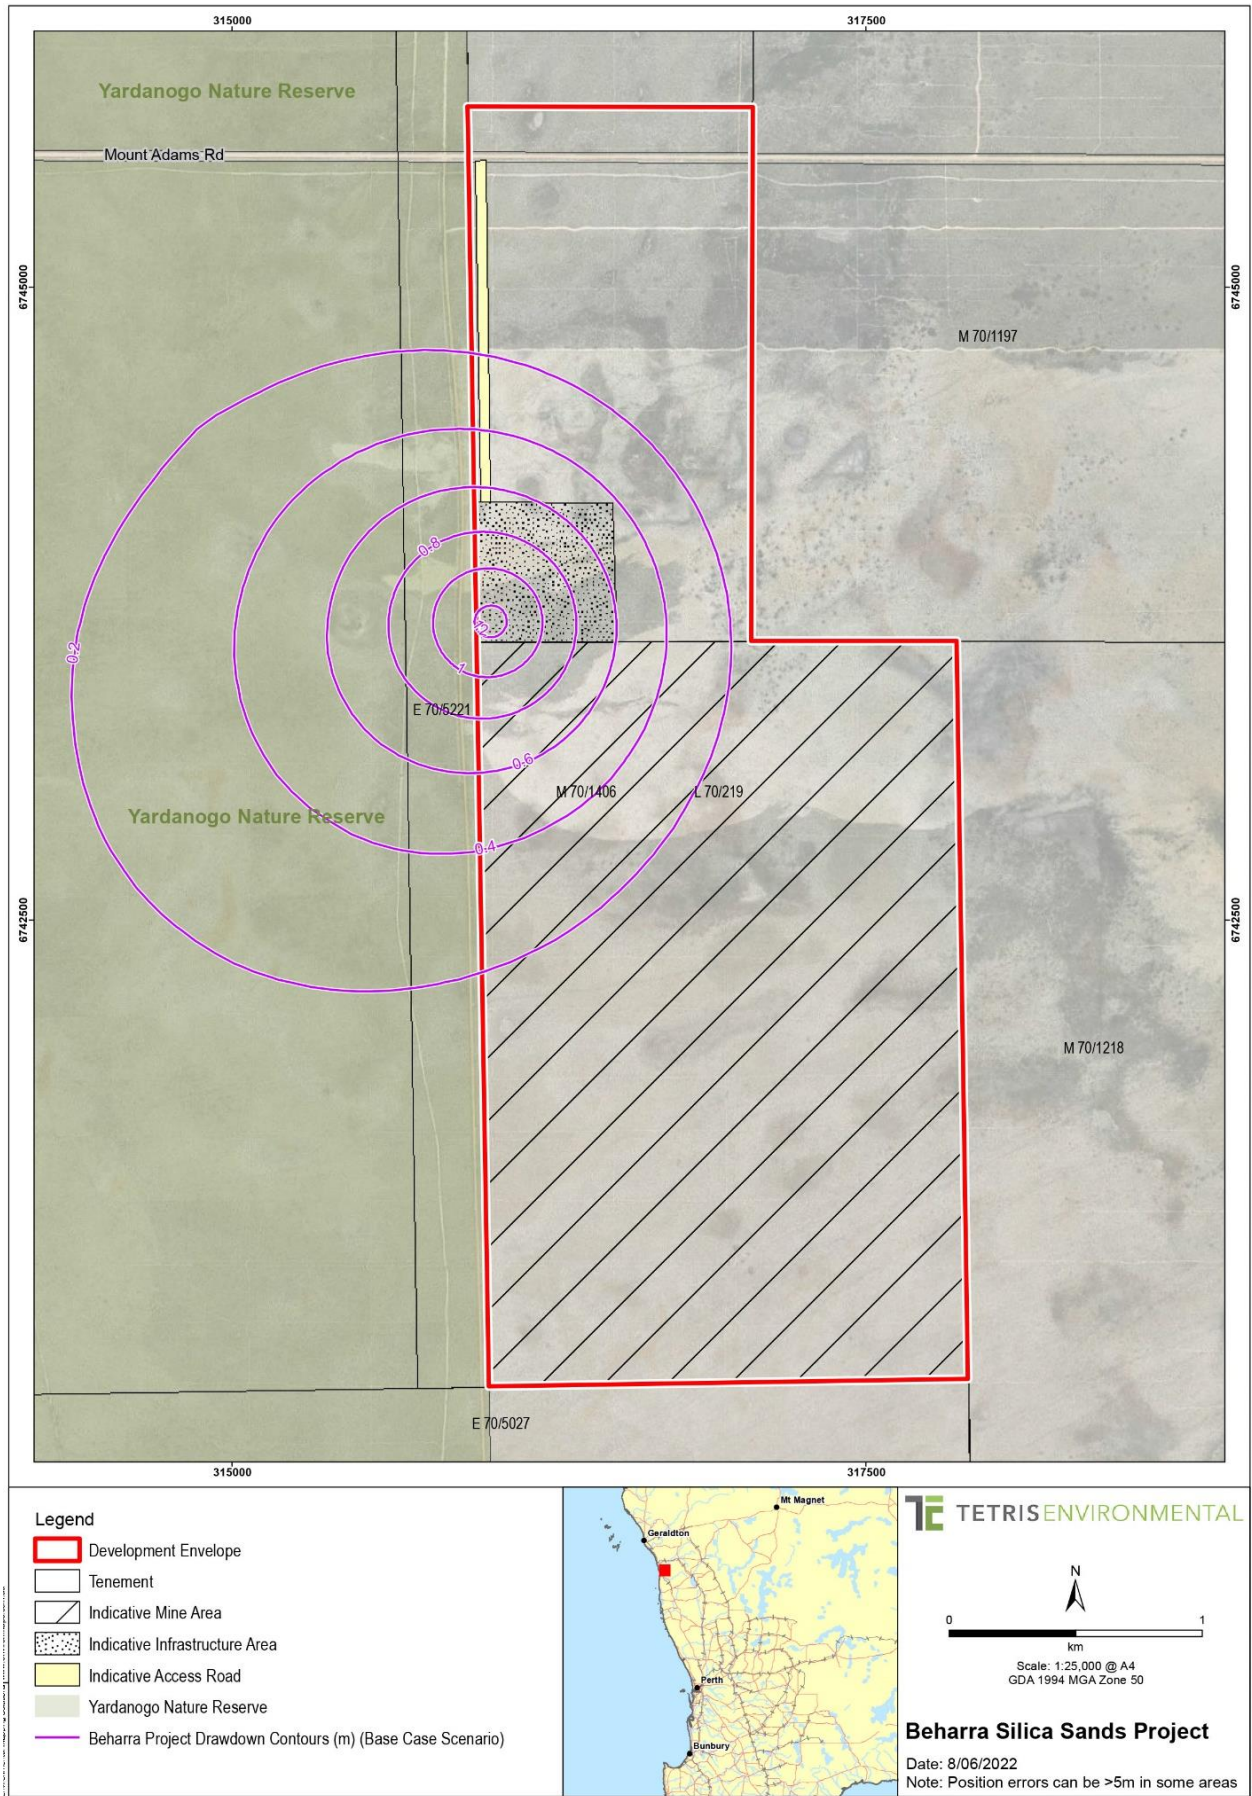 315000
317500
Yardanogo Nature Reserve
Mount Adams Rd
6745000
6745000
M 70/1197
0.8
1.2
0.2
1
E 70/5221
0.6
M 70/1406
L 70/219
Yardanogo Nature Reserve
0.4
6742500
6742500
M 70/1218
E 70/5027
315000
317500
Legend
Development Envelope
Tenement
Indicative Mine Area
Indicative Infrastructure Area
Indicative Access Road
Yardanogo Nature Reserve
Beharra Project Drawdown Contours (m) (Base Case Scenario)
Mt Magnet
Geraldton
Perth
Bunbury
TETRIS ENVIRONMENTAL
N
0
1
km
Scale: 1:25,000 @ A4
GDA 1994 MGA Zone 50
Beharra Silica Sands Project
Date: 8/06/2022
Note: Position errors can be >5m in some areas